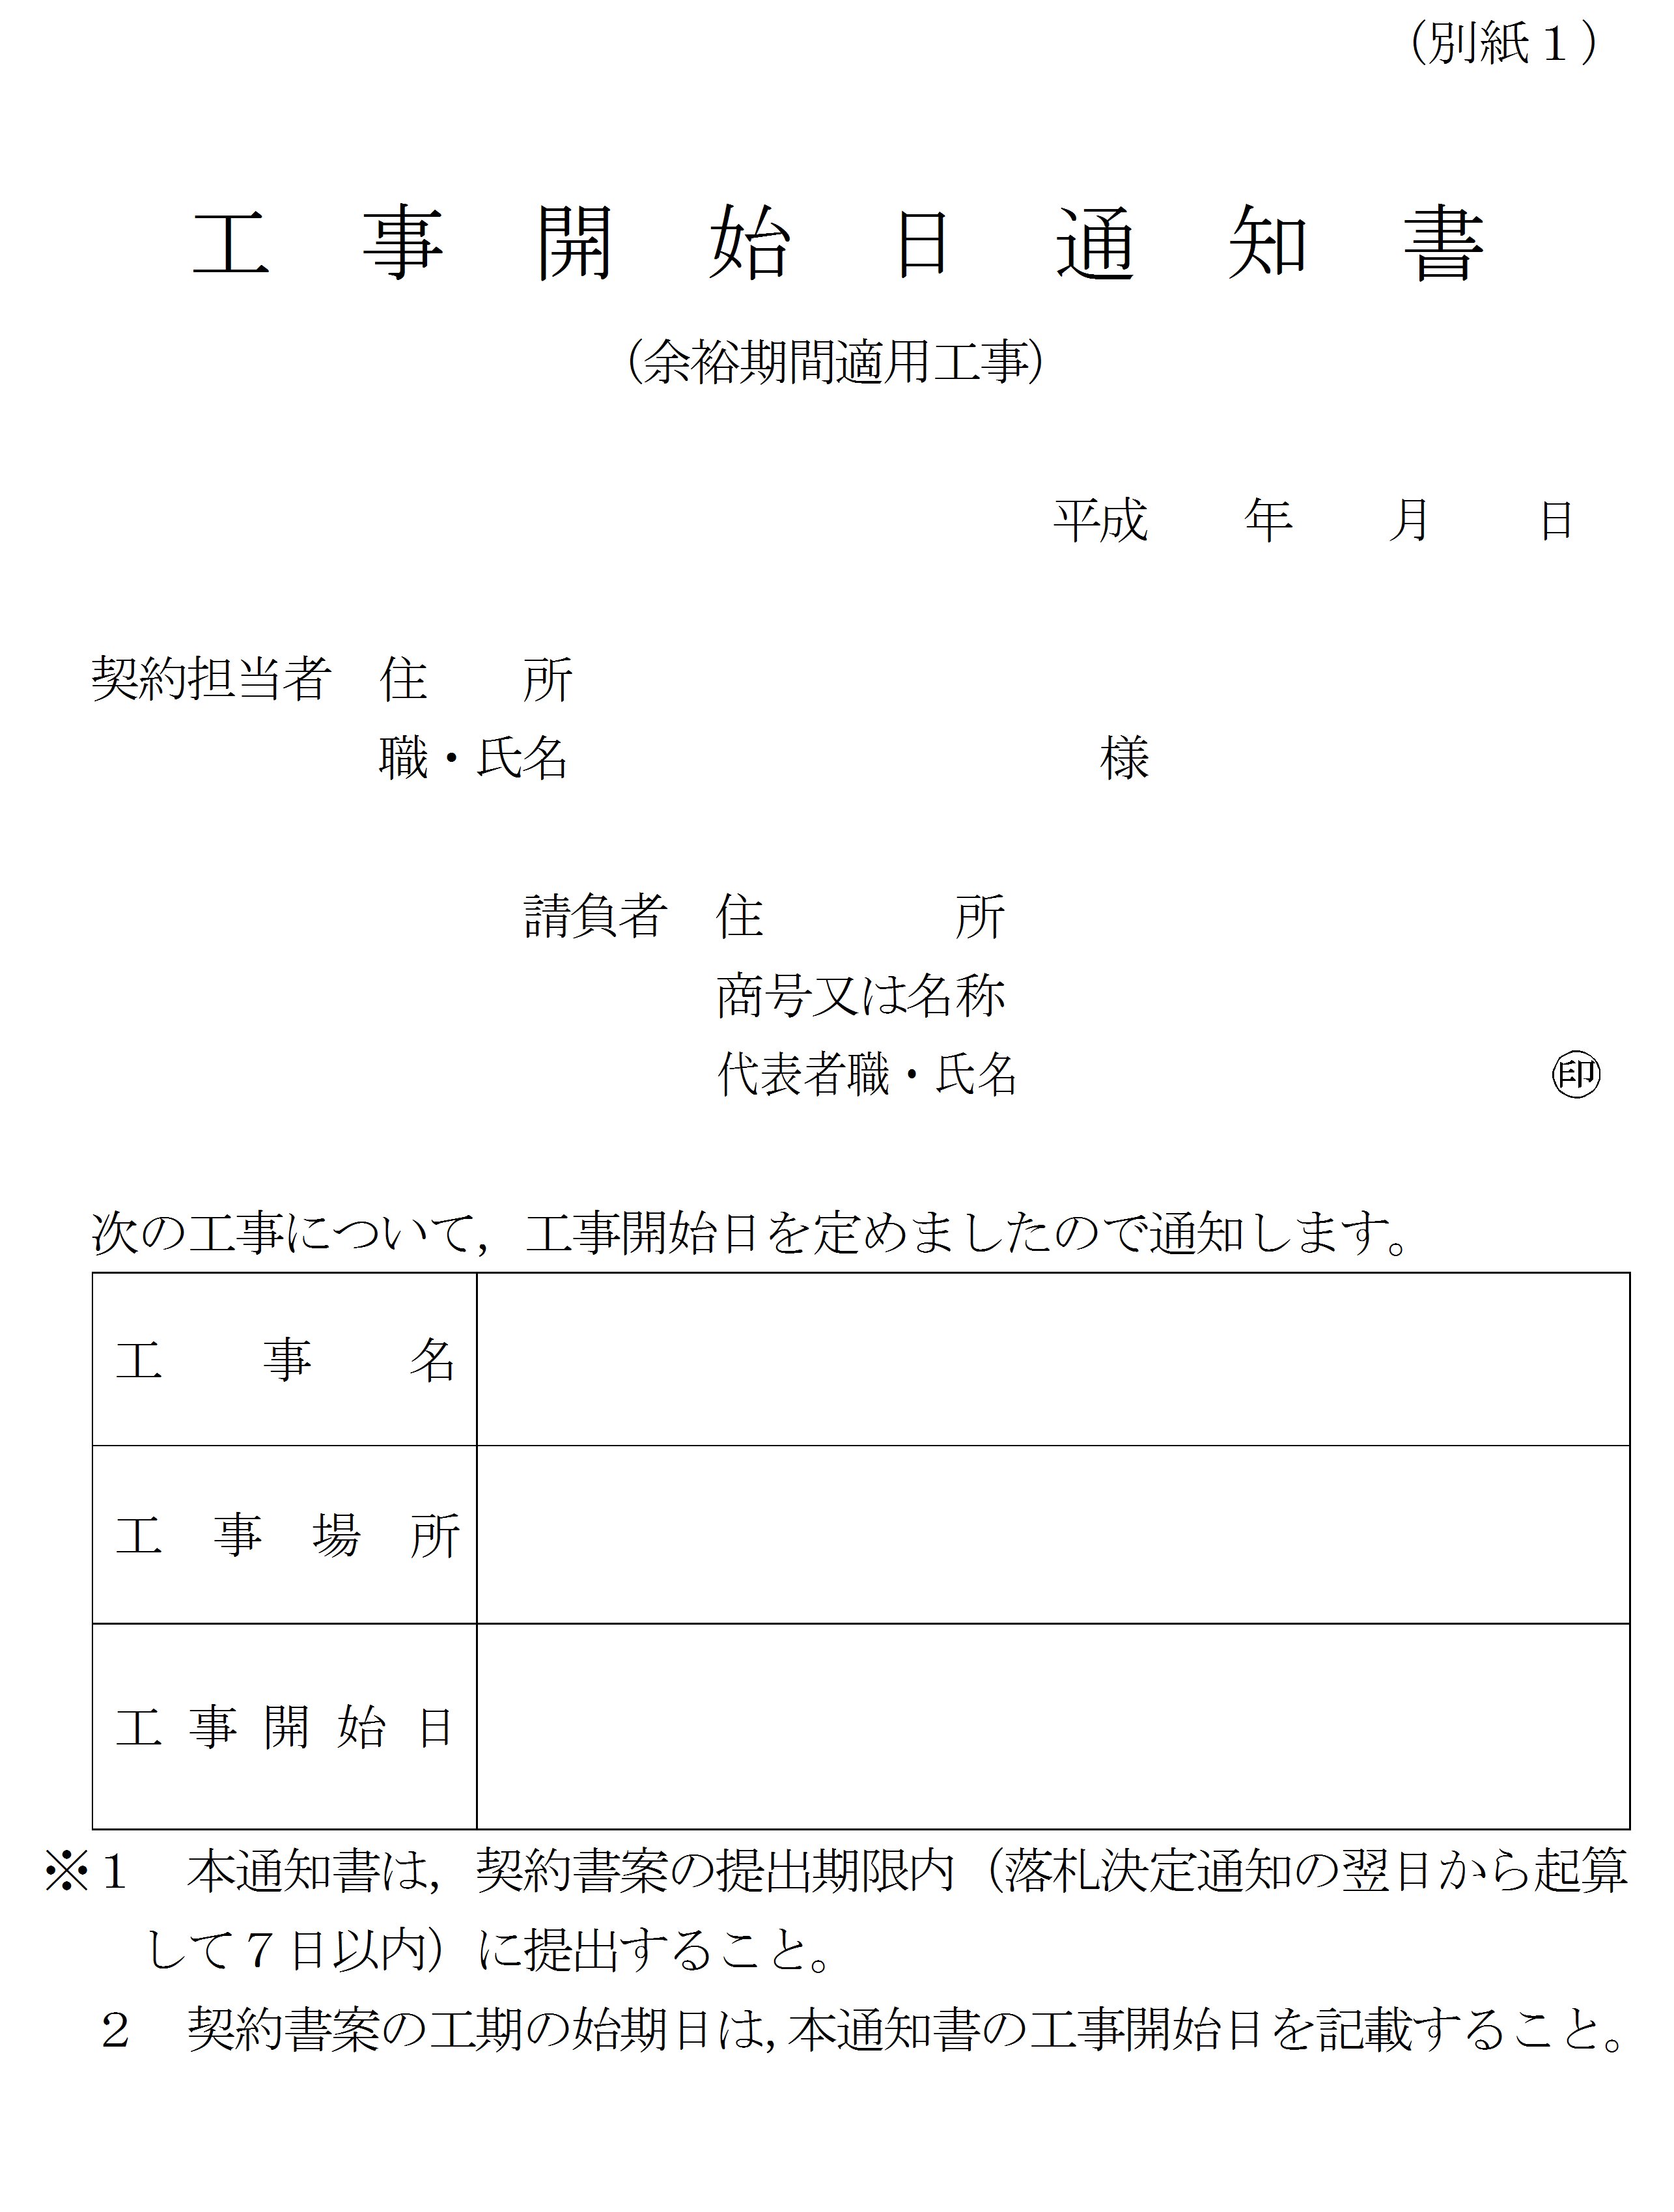 （別紙１）
工　事　開　始　日　通　知　書
（余裕期間適用工事）
平成　　年　　月　　日
契約担当者　住　　所
職・氏名　　　　　　　　　　　様
請負者　住　　　　所
商号又は名称
代表者職・氏名　　　　　　　　　　　㊞
次の工事について，工事開始日を定めましたので通知します。
工　　事　　名
工　事　場　所
工 事 開 始 日
※１　本通知書は，契約書案の提出期限内（落札決定通知の翌日から起算
して７日以内）に提出すること。
２　契約書案の工期の始期日は，本通知書の工事開始日を記載すること。